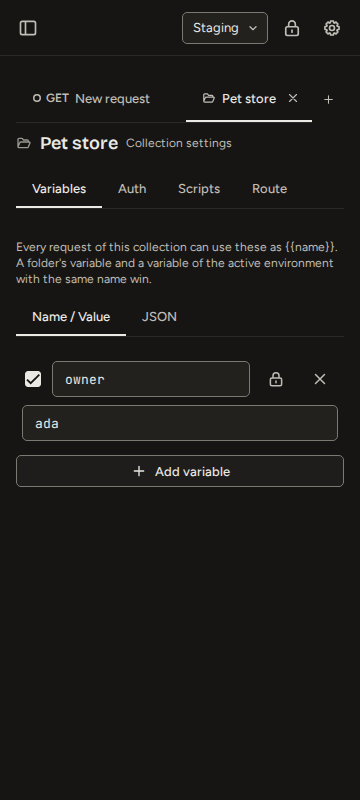 Staging
GET New request
Pet store
Pet store Collection settings
Variables Auth Scripts Route
Every request of this collection can use these as {{name}}.
A folder's variable and a variable of the active environment
with the same name win.
Name / Value JSON
owner
ada
Add variable